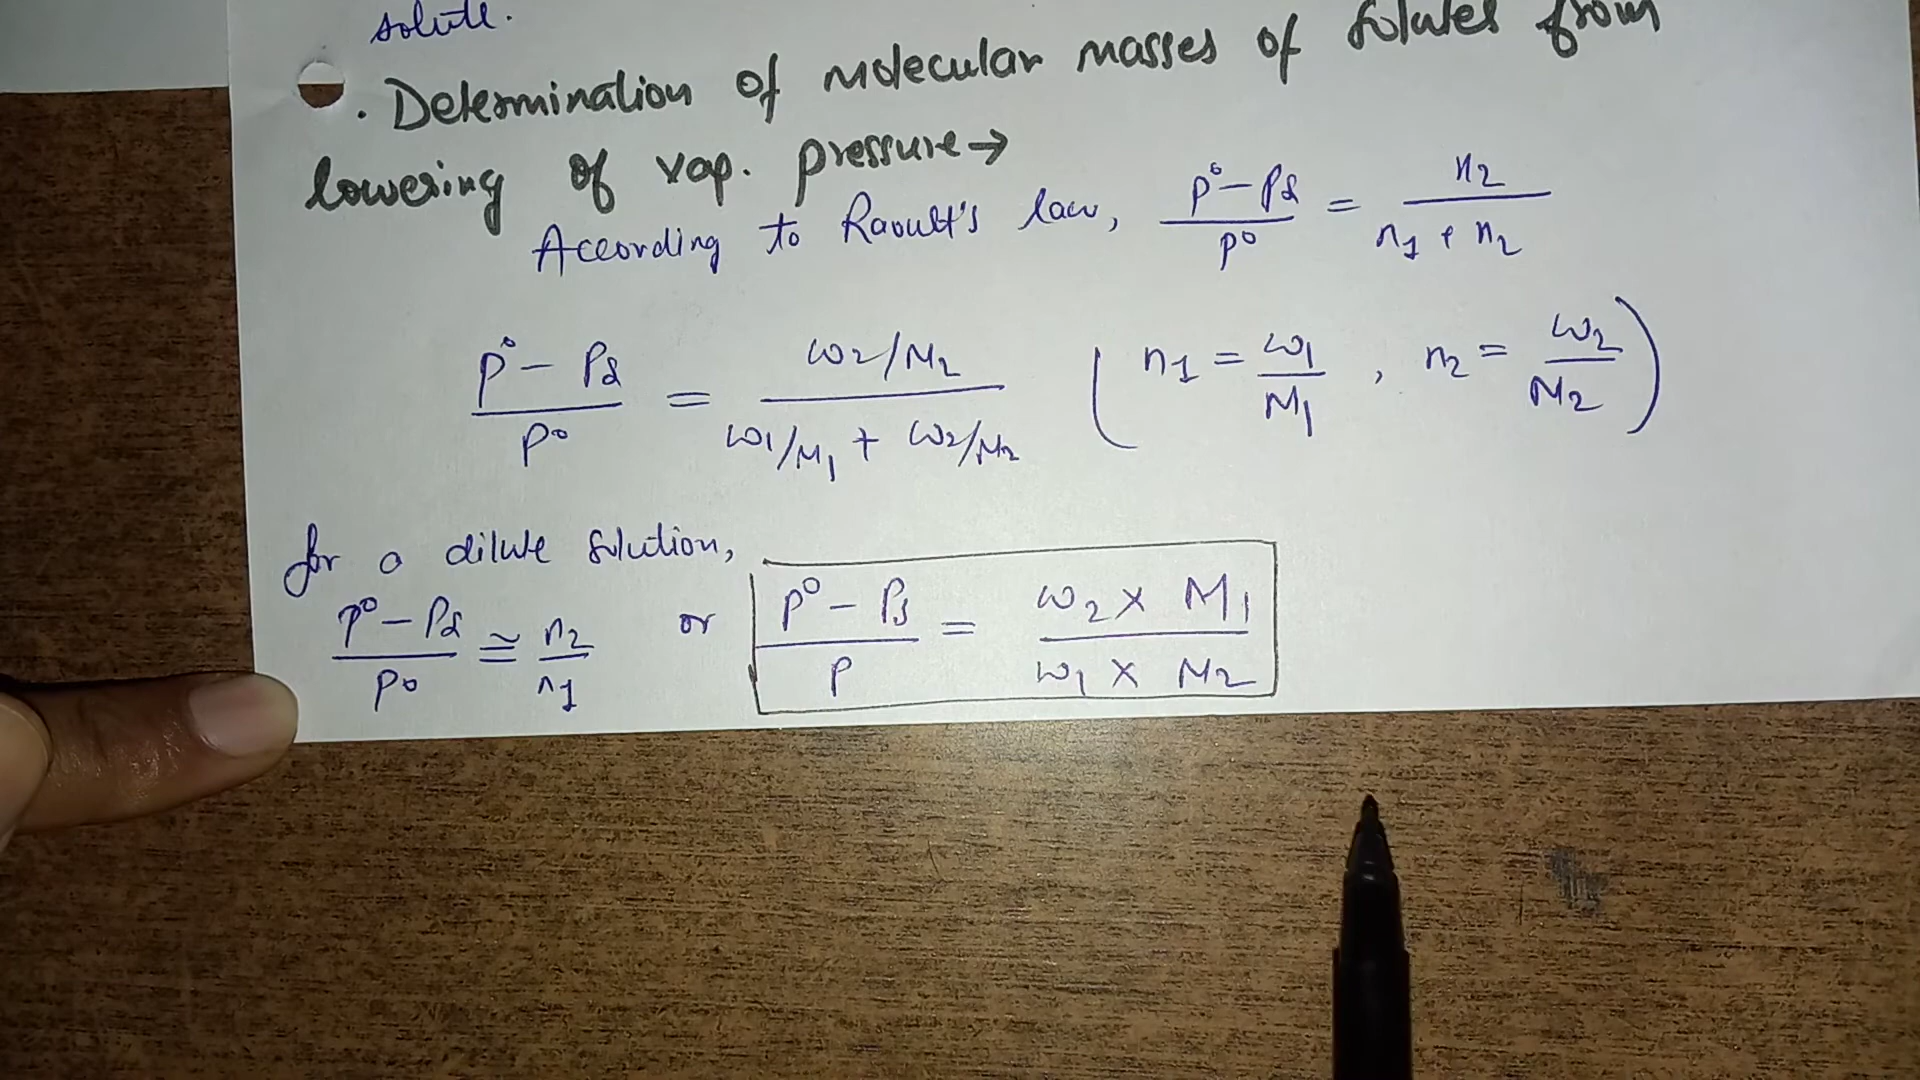 solute.
. Determination of molecular masses of solutes from
lowering of vap. pressure →
According to Raoult's law, (p° - ps)/p° = n2/(n1 + n2)
(p° - ps)/p° = (w2/M2)/(w1/M1 + w2/M2) (n1 = w1/M1, n2 = w2/M2)
for a dilute solution,
(p° - ps)/p° ≅ n2/n1 or (p° - ps)/p = (w2 × M1)/(w1 × M2)